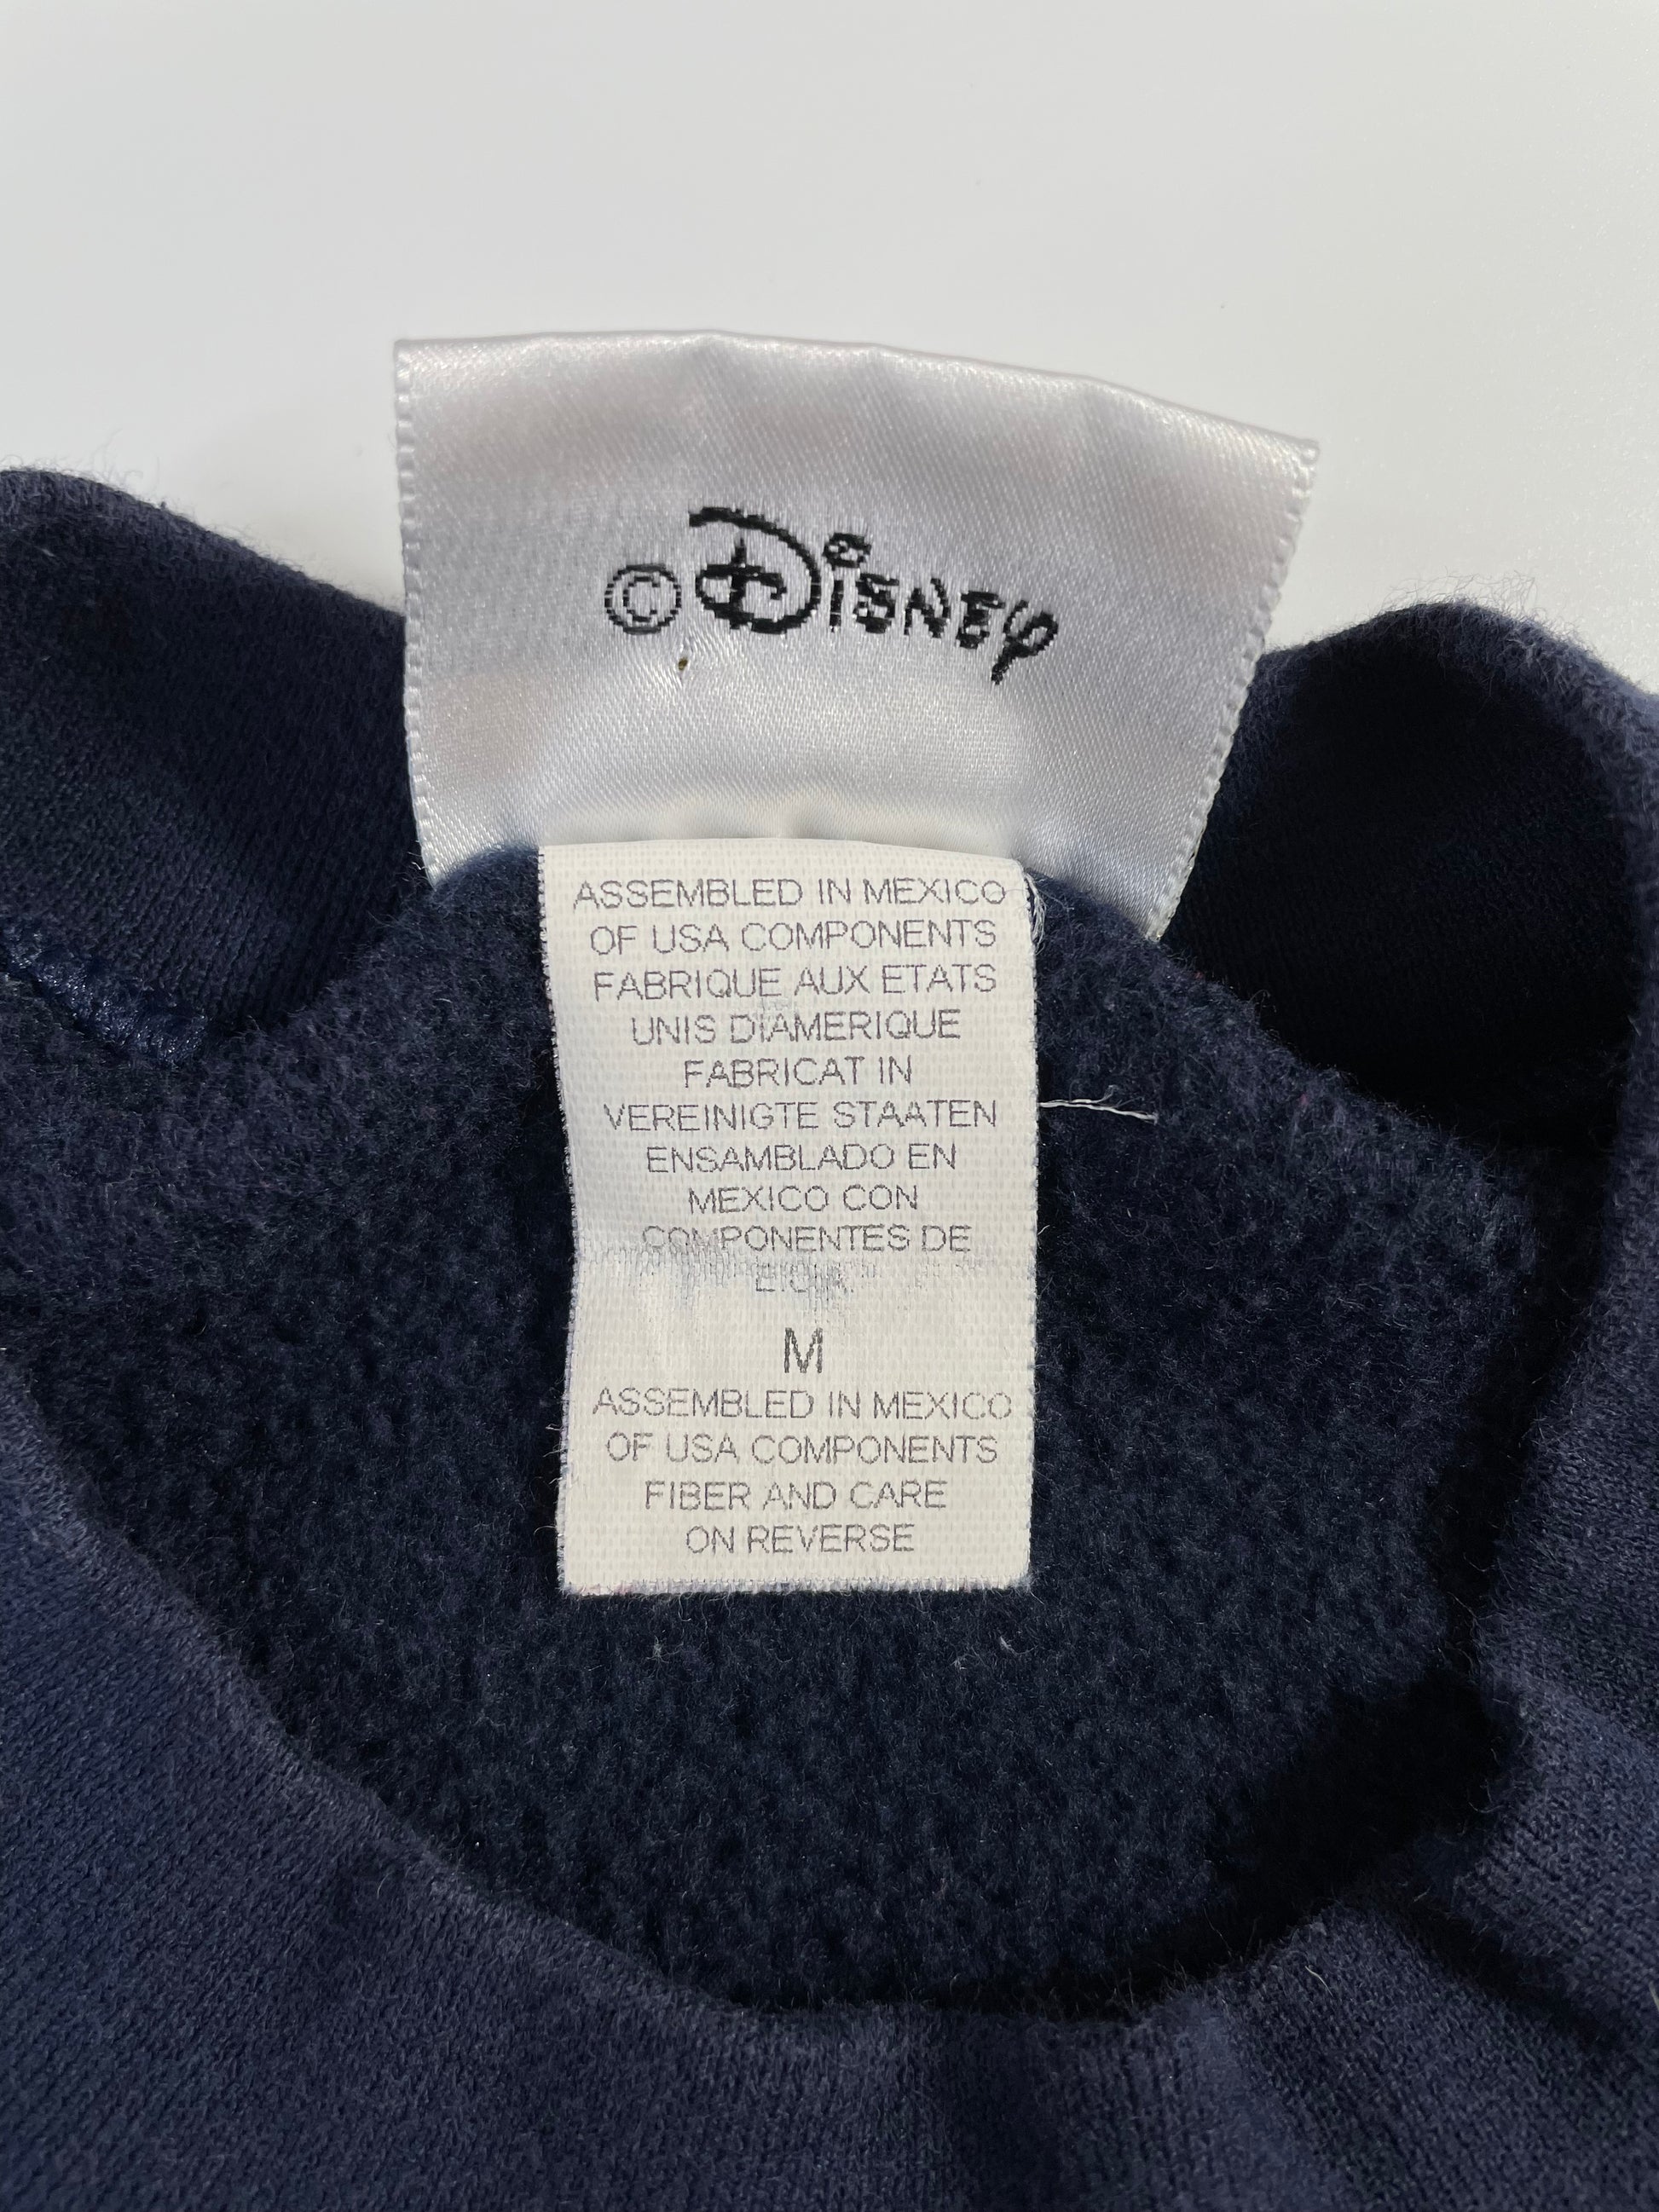 © Disney
ASSEMBLED IN MEXICO
OF USA COMPONENTS
FABRIQUE AUX ETATS
UNIS D'AMERIQUE
FABRICAT IN
VEREINIGTE STAATEN
ENSAMBLADO EN
MEXICO CON
COMPONENTES DE
M
ASSEMBLED IN MEXICO
OF USA COMPONENTS
FIBER AND CARE
ON REVERSE